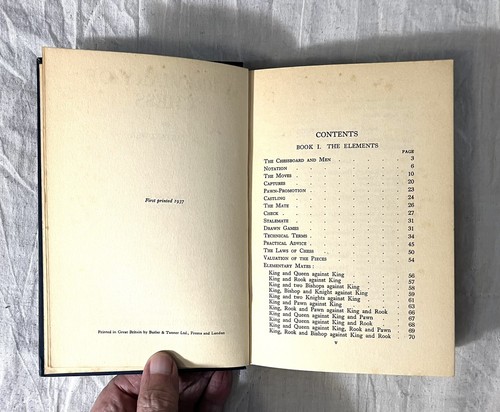 First printed 1937
Printed in Great Britain by Butler & Tanner Ltd., Frome and London
CONTENTS
BOOK I. THE ELEMENTS
PAGE
The Chessboard and Men 3
Notation 6
The Moves 10
Captures 20
Pawn-Promotion 23
Castling 24
The Mate 26
Check 27
Stalemate 31
Drawn Games 31
Technical Terms 34
Practical Advice 45
The Laws of Chess 50
Valuation of the Pieces 54
Elementary Mates:
King and Queen against King 56
King and Rook against King 57
King and two Bishops against King 58
King, Bishop and Knight against King 59
King and two Knights against King 61
King and Pawn against King 63
King, Rook and Pawn against King and Rook 66
King and Queen against King and Pawn 67
King and Queen against King and Rook 68
King and Queen against King, Rook and Pawn 69
King, Rook and Bishop against King and Rook 70